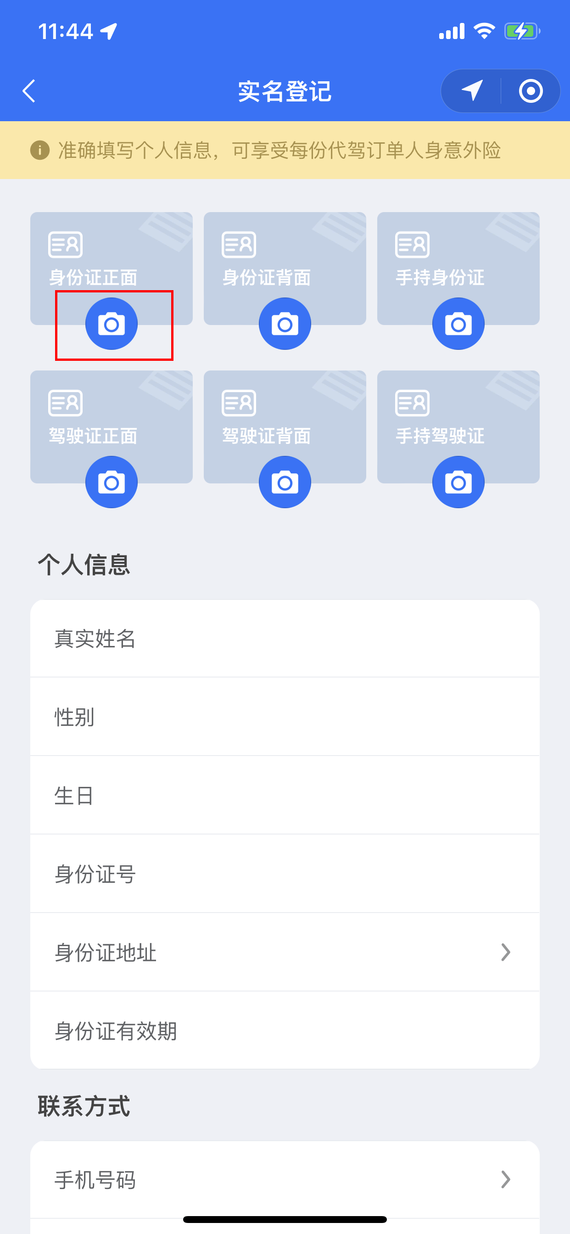 11:44
实名登记
准确填写个人信息，可享受每份代驾订单人身意外险
身份证正面 身份证背面 手持身份证
驾驶证正面 驾驶证背面 手持驾驶证
个人信息
真实姓名
性别
生日
身份证号
身份证地址
身份证有效期
联系方式
手机号码